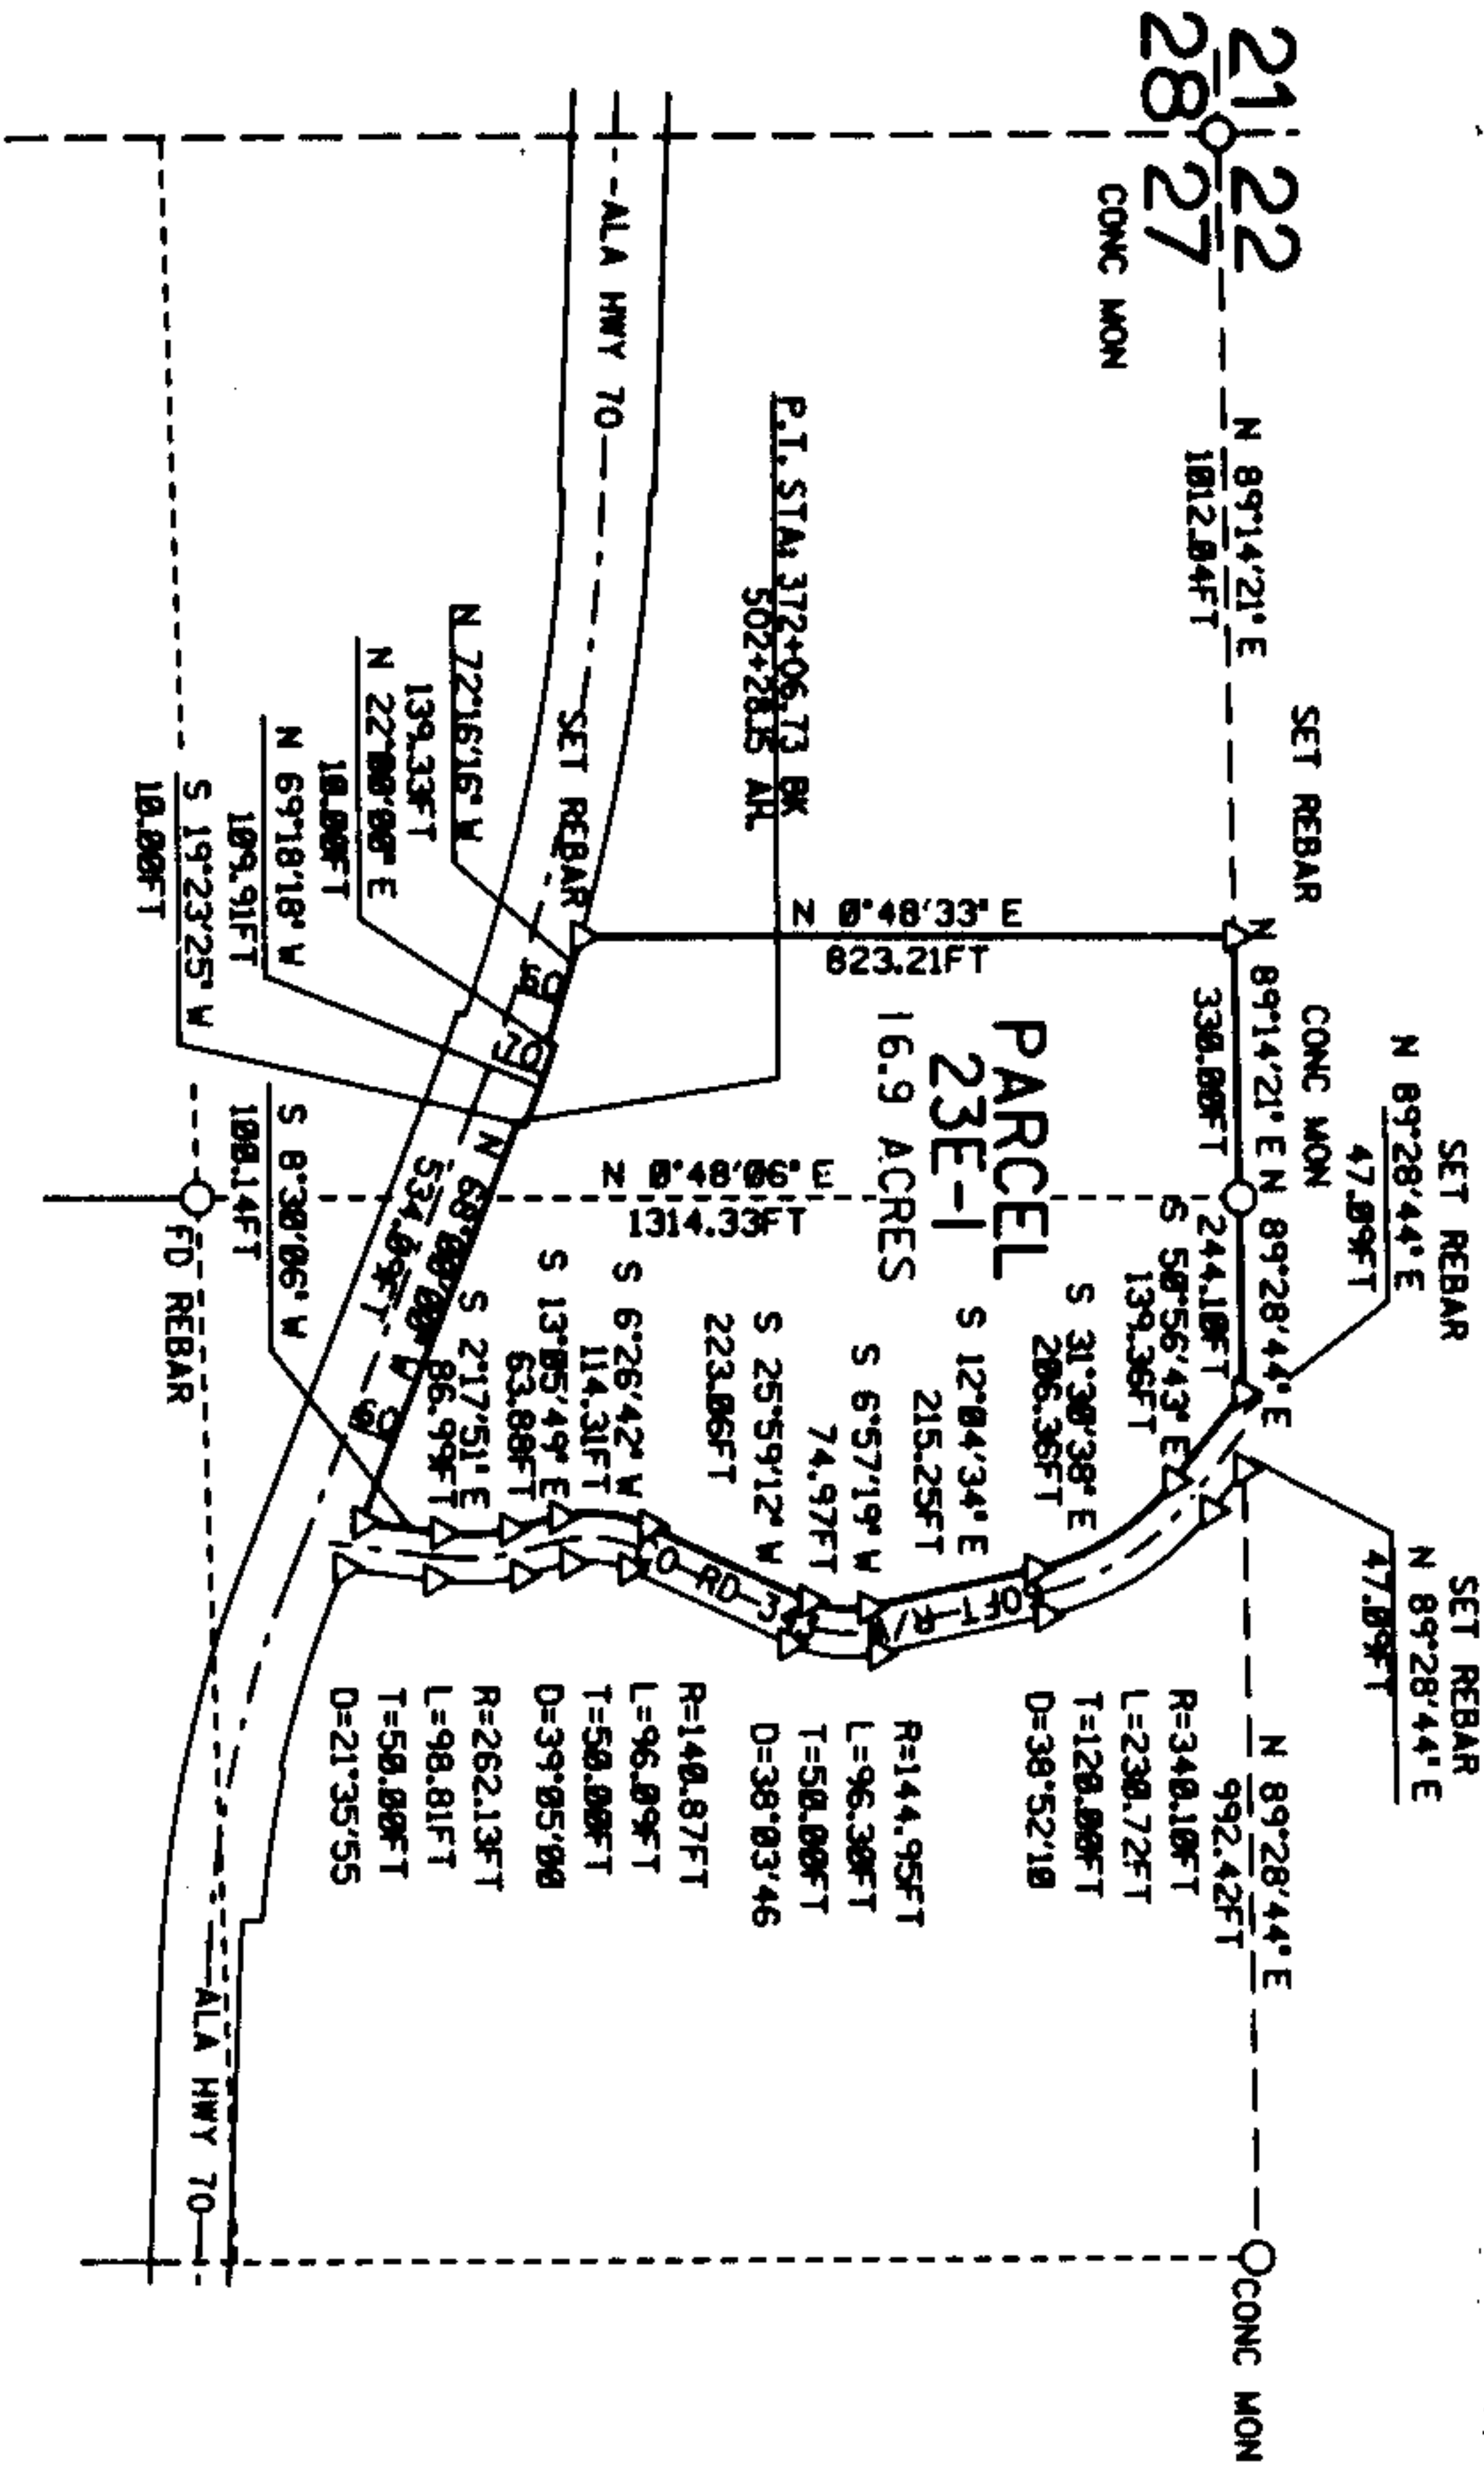 21 22
28 27
CONC MON
N 89°14'21" E
1012.04FT
SET REBAR
N 89°14'21" E
330.00FT
CONC MON
N 89°28'44" E
244.10FT
SET REBAR
N 89°28'44" E
47.09FT
SET REBAR
N 89°28'44" E
47.09FT
N 89°28'44" E
992.42FT
CONC MON
S 50°56'43" E
139.36FT
S 31°30'38" E
206.36FT
S 12°04'34" E
215.25FT
S 6°57'19" W
74.97FT
S 25°59'12" W
223.06FT
S 6°26'42" W
114.31FT
S 13°05'49" E
63.88FT
S 2°17'51" E
86.99FT
S 8°30'06" W
100.14FT
PARCEL
23E-1
16.9 ACRES
N 0°48'33" E
823.21FT
N 0°48'06" E
1314.33FT
P.T. STA: 372+06.73 BK
502+28.15 AH.
ALA HWY 70
SET REBAR
N 72°16'16" W
139.33FT
N 22°00'00" E
10.00FT
N 69°18'18" W
109.91FT
S 19°23'25" W
10.00FT
N 68°00'00" W
534.09FT
60
70
60
FD REBAR
CO RD 3
OFT R/W
R=340.10FT
L=230.72FT
T=120.00FT
D=38°52'10
R=144.95FT
L=96.30FT
T=50.00FT
D=38°03'46
R=140.87FT
L=96.09FT
T=50.00FT
D=39°05'00
R=262.13FT
L=98.81FT
T=50.00FT
D=21°35'55
ALA HWY 70